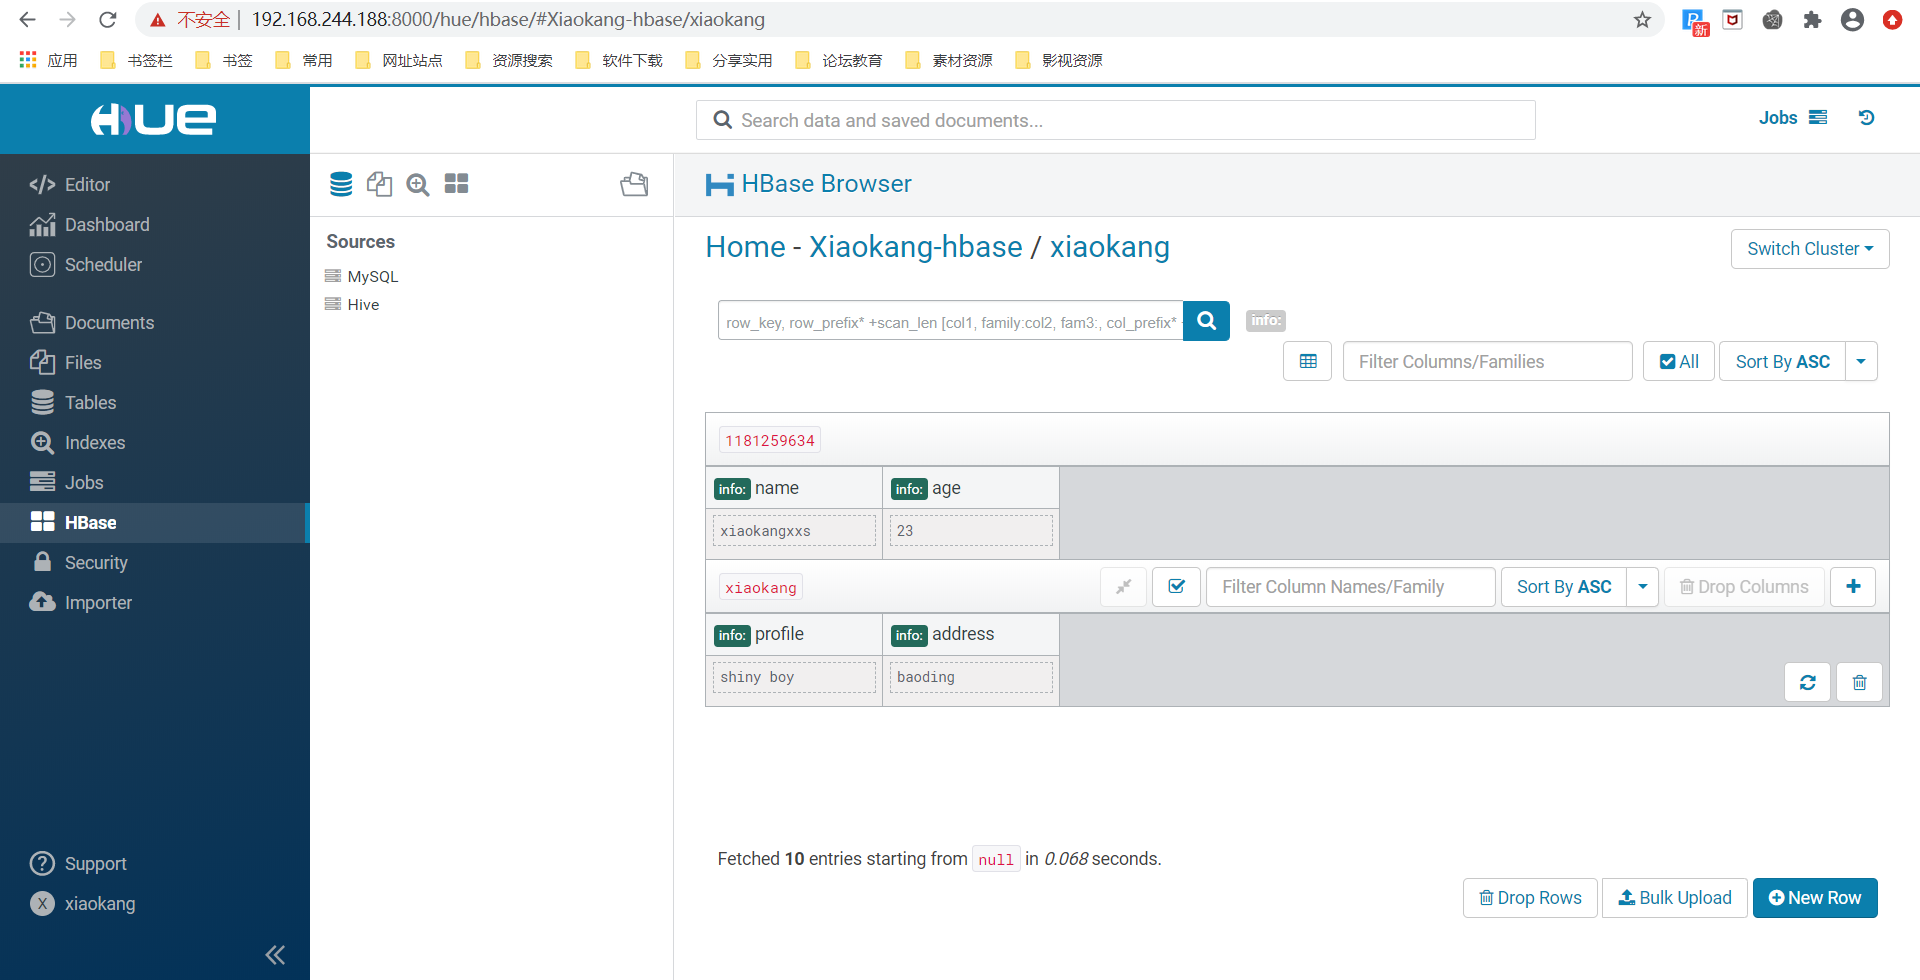 不安全 192.168.244.188:8000/hue/hbase/#Xiaokang-hbase/xiaokang
新
应用 书签栏 书签 常用 网址站点 资源搜索 软件下载 分享实用 论坛教育 素材资源 影视资源
HUE
Search data and saved documents...
Jobs
Editor
Dashboard
Scheduler
Documents
Files
Tables
Indexes
Jobs
HBase
Security
Importer
Support
X xiaokang
Sources
MySQL
Hive
HBase Browser
Home - Xiaokang-hbase / xiaokang
Switch Cluster
row_key, row_prefix* +scan_len [col1, family:col2, fam3:, col_prefix*
info:
Filter Columns/Families
All
Sort By ASC
1181259634
info: name info: age
xiaokangxxs 23
xiaokang Filter Column Names/Family Sort By ASC Drop Columns
info: profile info: address
shiny boy baoding
Fetched 10 entries starting from null in 0.068 seconds.
Drop Rows Bulk Upload New Row